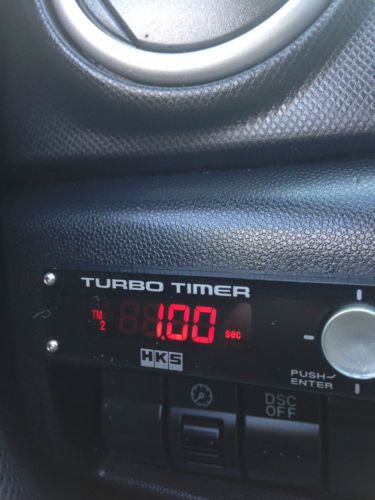 TURBO TIMER
TM 1.00 sec
2
HKS
PUSH
ENTER
DSC
OFF